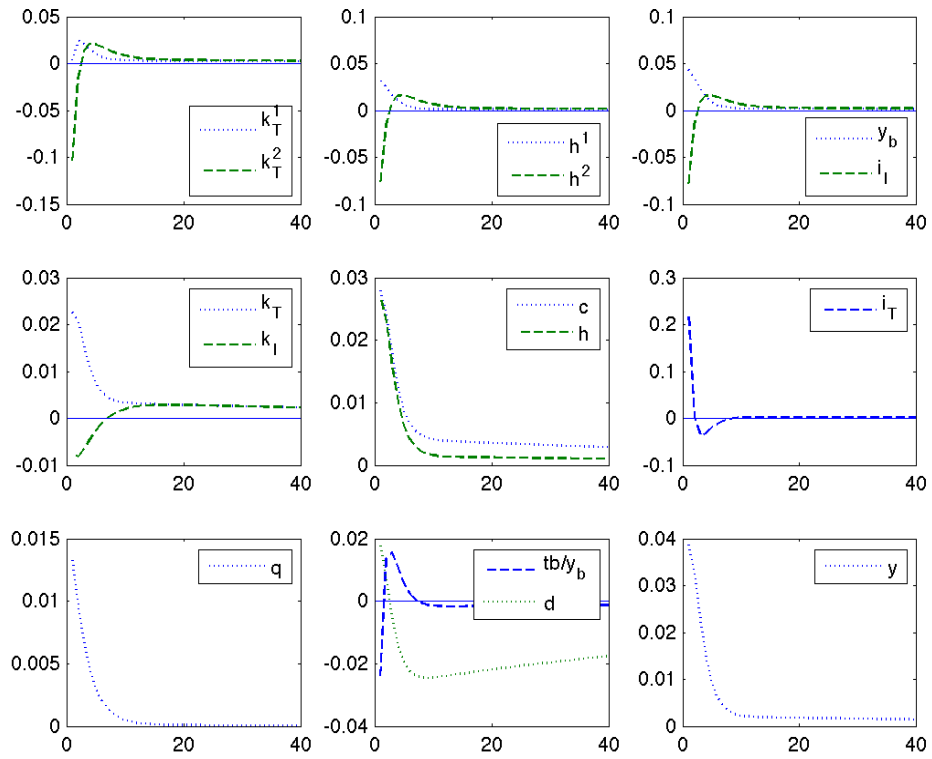 0.05
0
-0.05
-0.1
-0.15
0 20 40
k_T^1
k_T^2
0.1
0.05
0
-0.05
-0.1
0 20 40
h^1
h^2
0.1
0.05
0
-0.05
-0.1
0 20 40
y_b
i_I
0.03
0.02
0.01
0
-0.01
0 20 40
k_T
k_I
0.03
0.02
0.01
0
0 20 40
c
h
0.3
0.2
0.1
0
-0.1
0 20 40
i_T
0.015
0.01
0.005
0
0 20 40
q
0.02
0
-0.02
-0.04
0 20 40
tb/y_b
d
0.04
0.03
0.02
0.01
0
0 20 40
y